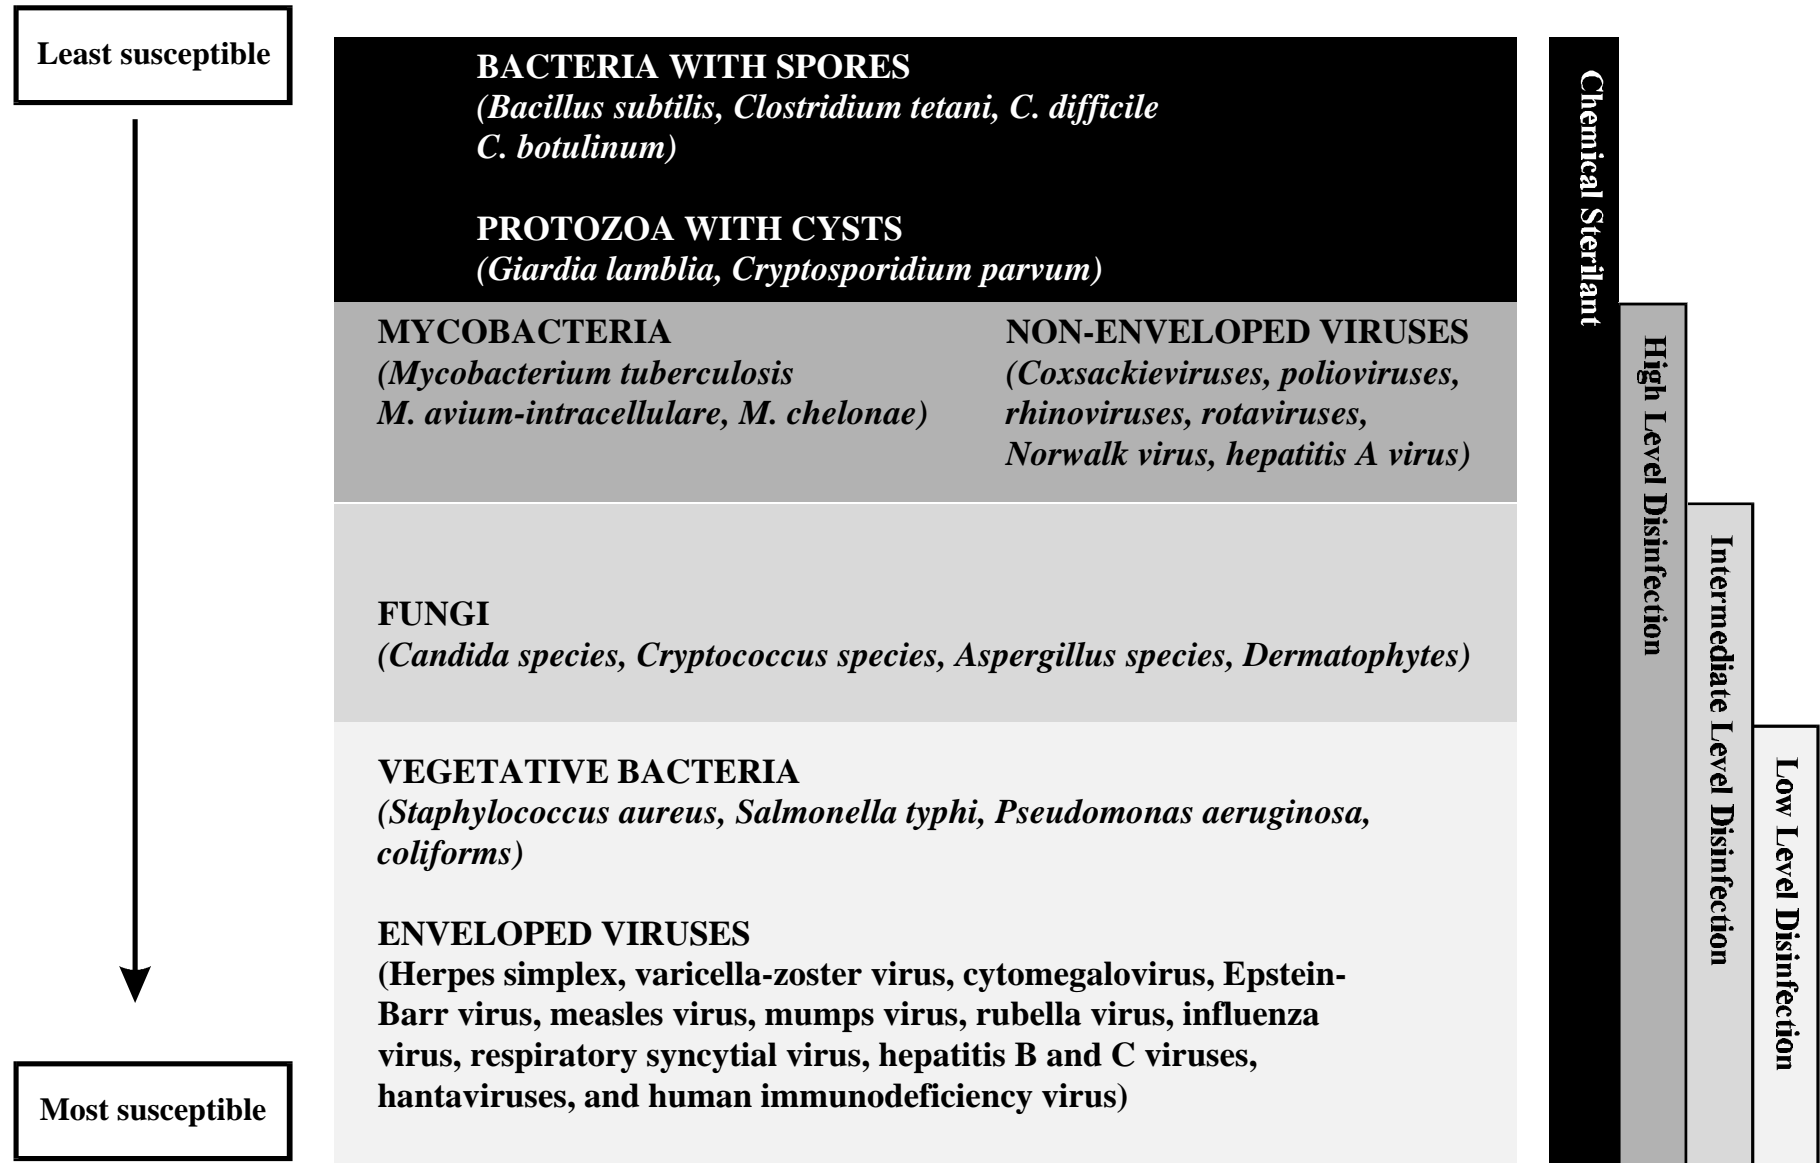 Least susceptible
BACTERIA WITH SPORES
(Bacillus subtilis, Clostridium tetani, C. difficile
C. botulinum)
PROTOZOA WITH CYSTS
(Giardia lamblia, Cryptosporidium parvum)
MYCOBACTERIA
(Mycobacterium tuberculosis
M. avium-intracellulare, M. chelonae)
NON-ENVELOPED VIRUSES
(Coxsackieviruses, polioviruses,
rhinoviruses, rotaviruses,
Norwalk virus, hepatitis A virus)
FUNGI
(Candida species, Cryptococcus species, Aspergillus species, Dermatophytes)
VEGETATIVE BACTERIA
(Staphylococcus aureus, Salmonella typhi, Pseudomonas aeruginosa,
coliforms)
ENVELOPED VIRUSES
(Herpes simplex, varicella-zoster virus, cytomegalovirus, Epstein-
Barr virus, measles virus, mumps virus, rubella virus, influenza
virus, respiratory syncytial virus, hepatitis B and C viruses,
hantaviruses, and human immunodeficiency virus)
Most susceptible
Chemical Sterilant
High Level Disinfection
Intermediate Level Disinfection
Low Level Disinfection